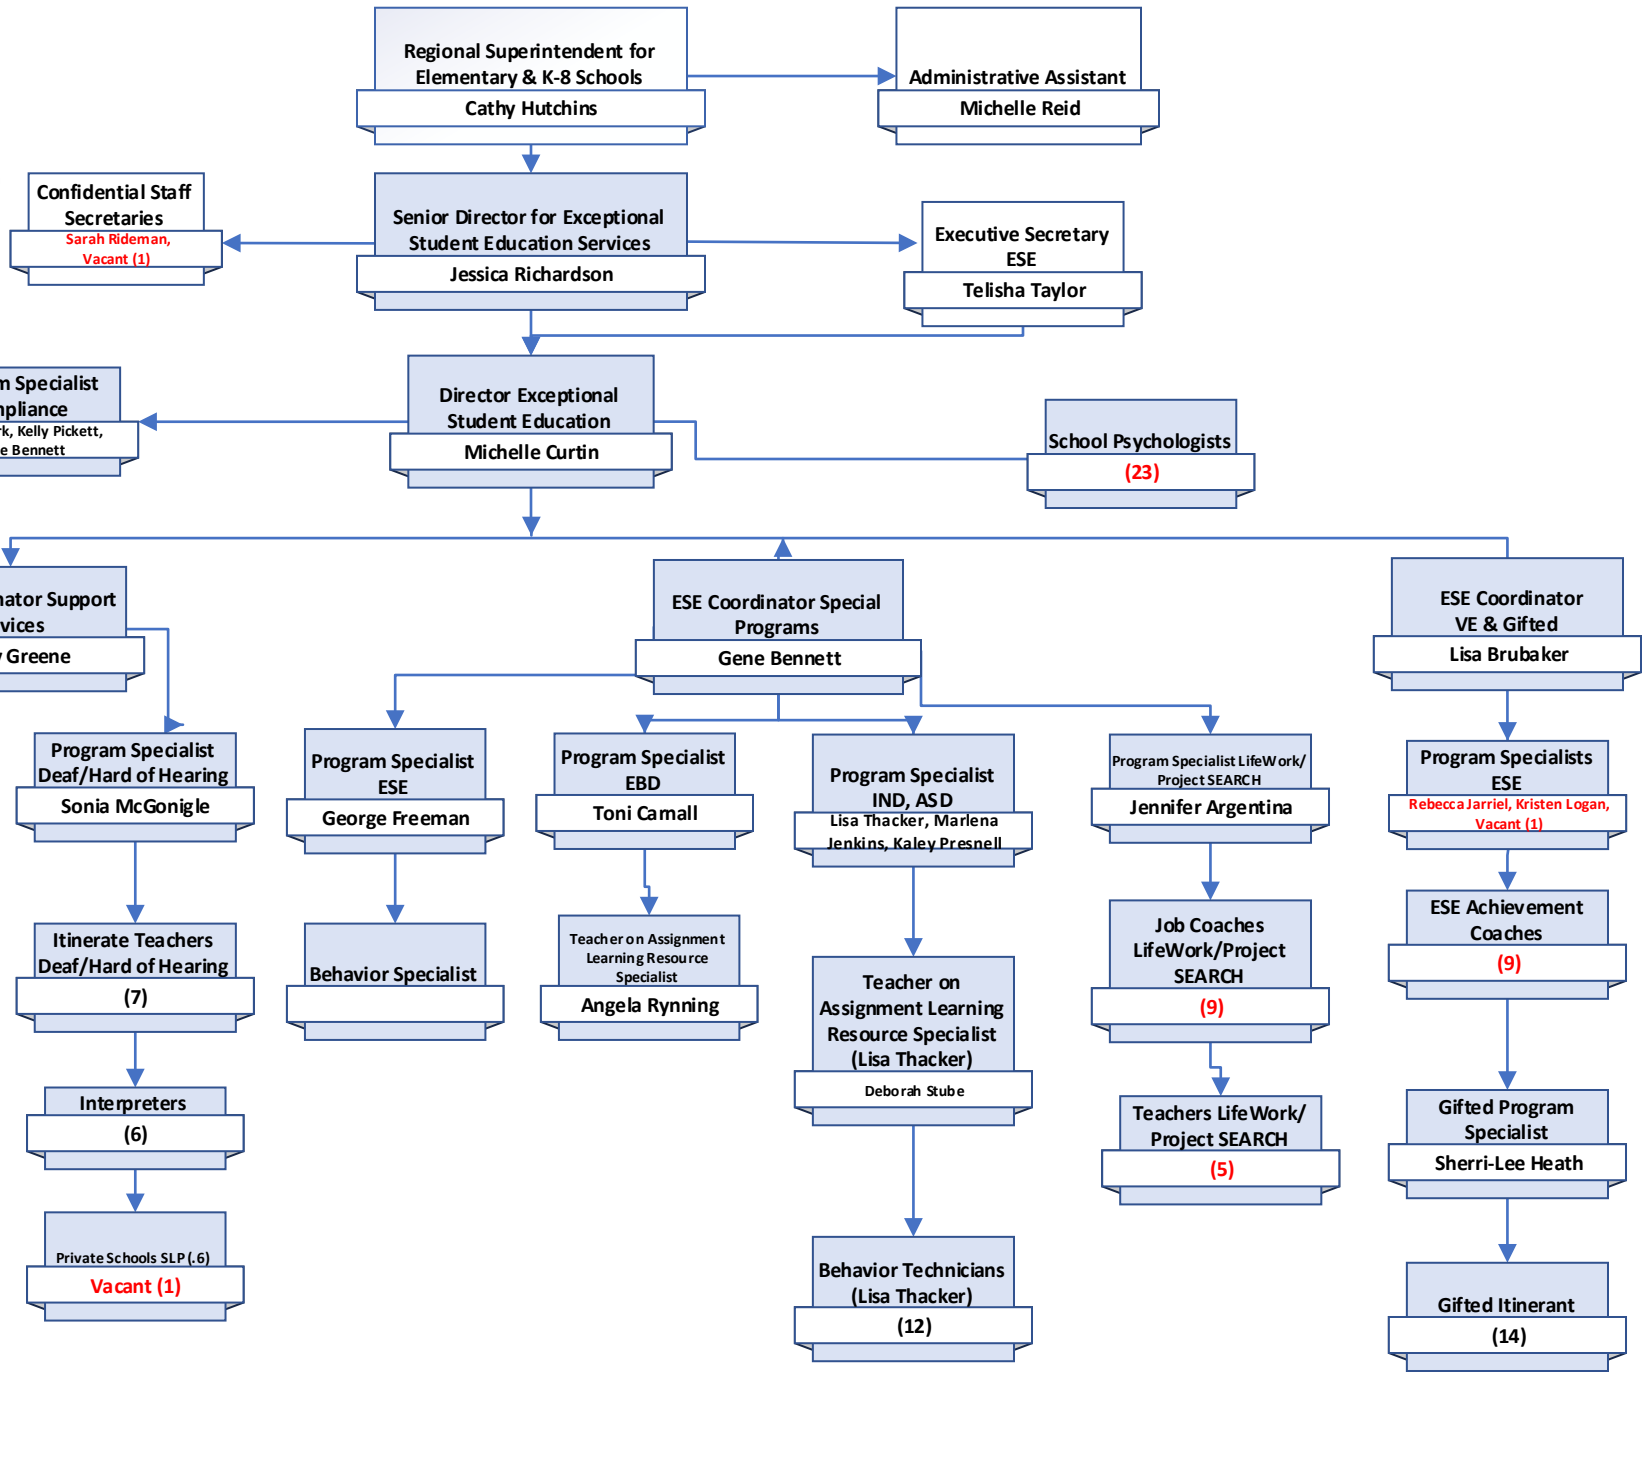 Regional Superintendent for
Elementary & K-8 Schools
Cathy Hutchins
Administrative Assistant
Michelle Reid
Confidential Staff
Secretaries
Sarah Rideman,
Vacant (1)
Senior Director for Exceptional
Student Education Services
Jessica Richardson
Executive Secretary
ESE
Telisha Taylor
Specialist
Kelly Pickett,
Bennett
Director Exceptional
Student Education
Michelle Curtin
School Psychologists
(23)
Support
Greene
ESE Coordinator Special
Programs
Gene Bennett
ESE Coordinator
VE & Gifted
Lisa Brubaker
Program Specialist
Deaf/Hard of Hearing
Sonia McGonigle
Program Specialist
ESE
George Freeman
Program Specialist
EBD
Toni Camall
Program Specialist
IND, ASD
Lisa Thacker, Marlena
Jenkins, Kaley Presnell
Program Specialist LifeWork/
Project SEARCH
Jennifer Argentina
Program Specialists
ESE
Rebecca Jarriel, Kristen Logan,
Vacant (1)
Itinerate Teachers
Deaf/Hard of Hearing
(7)
Behavior Specialist
Teacher on Assignment
Learning Resource
Specialist
Angela Rynning
Teacher on
Assignment Learning
Resource Specialist
(Lisa Thacker)
Deborah Stube
Job Coaches
LifeWork/Project
SEARCH
(9)
ESE Achievement
Coaches
(9)
Interpreters
(6)
Teachers LifeWork/
Project SEARCH
(5)
Gifted Program
Specialist
Sherri-Lee Heath
Private Schools SLP (.6)
Vacant (1)
Behavior Technicians
(Lisa Thacker)
(12)
Gifted Itinerant
(14)